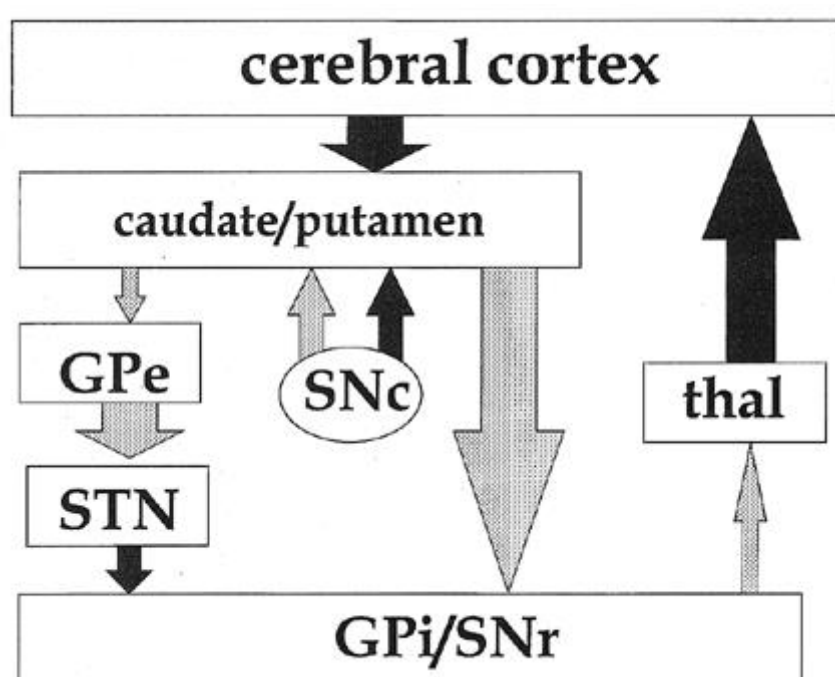 cerebral cortex
caudate/putamen
GPe
SNc
thal
STN
GPi/SNr